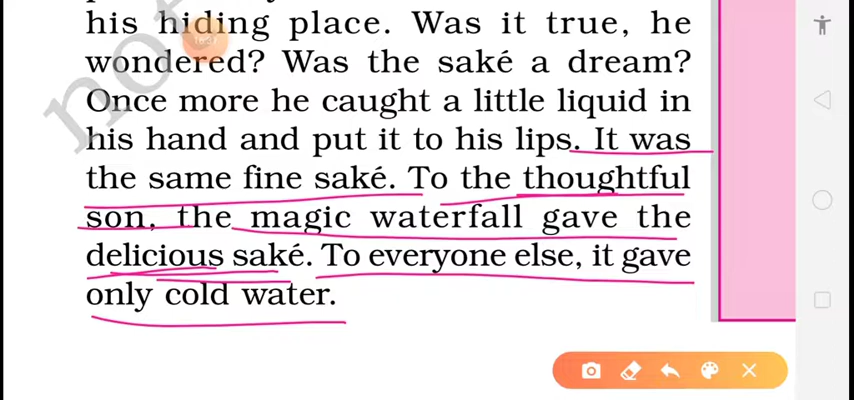 his hiding place. Was it true, he
wondered? Was the saké a dream?
Once more he caught a little liquid in
his hand and put it to his lips. It was
the same fine saké. To the thoughtful
son, the magic waterfall gave the
delicious saké. To everyone else, it gave
only cold water.
not